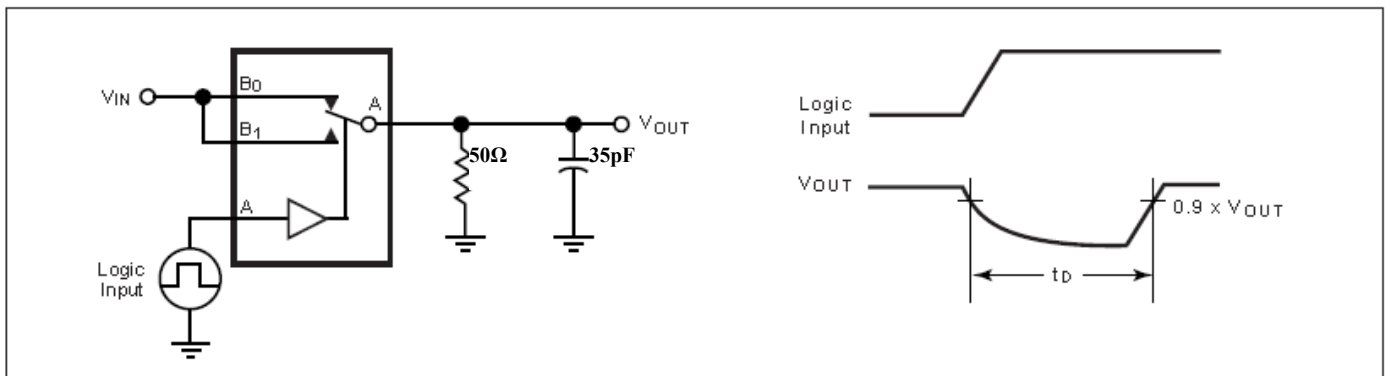 VIN
B0
B1
A
A
50Ω
35pF
VOUT
Logic
Input
Logic
Input
VOUT
0.9 x VOUT
tD